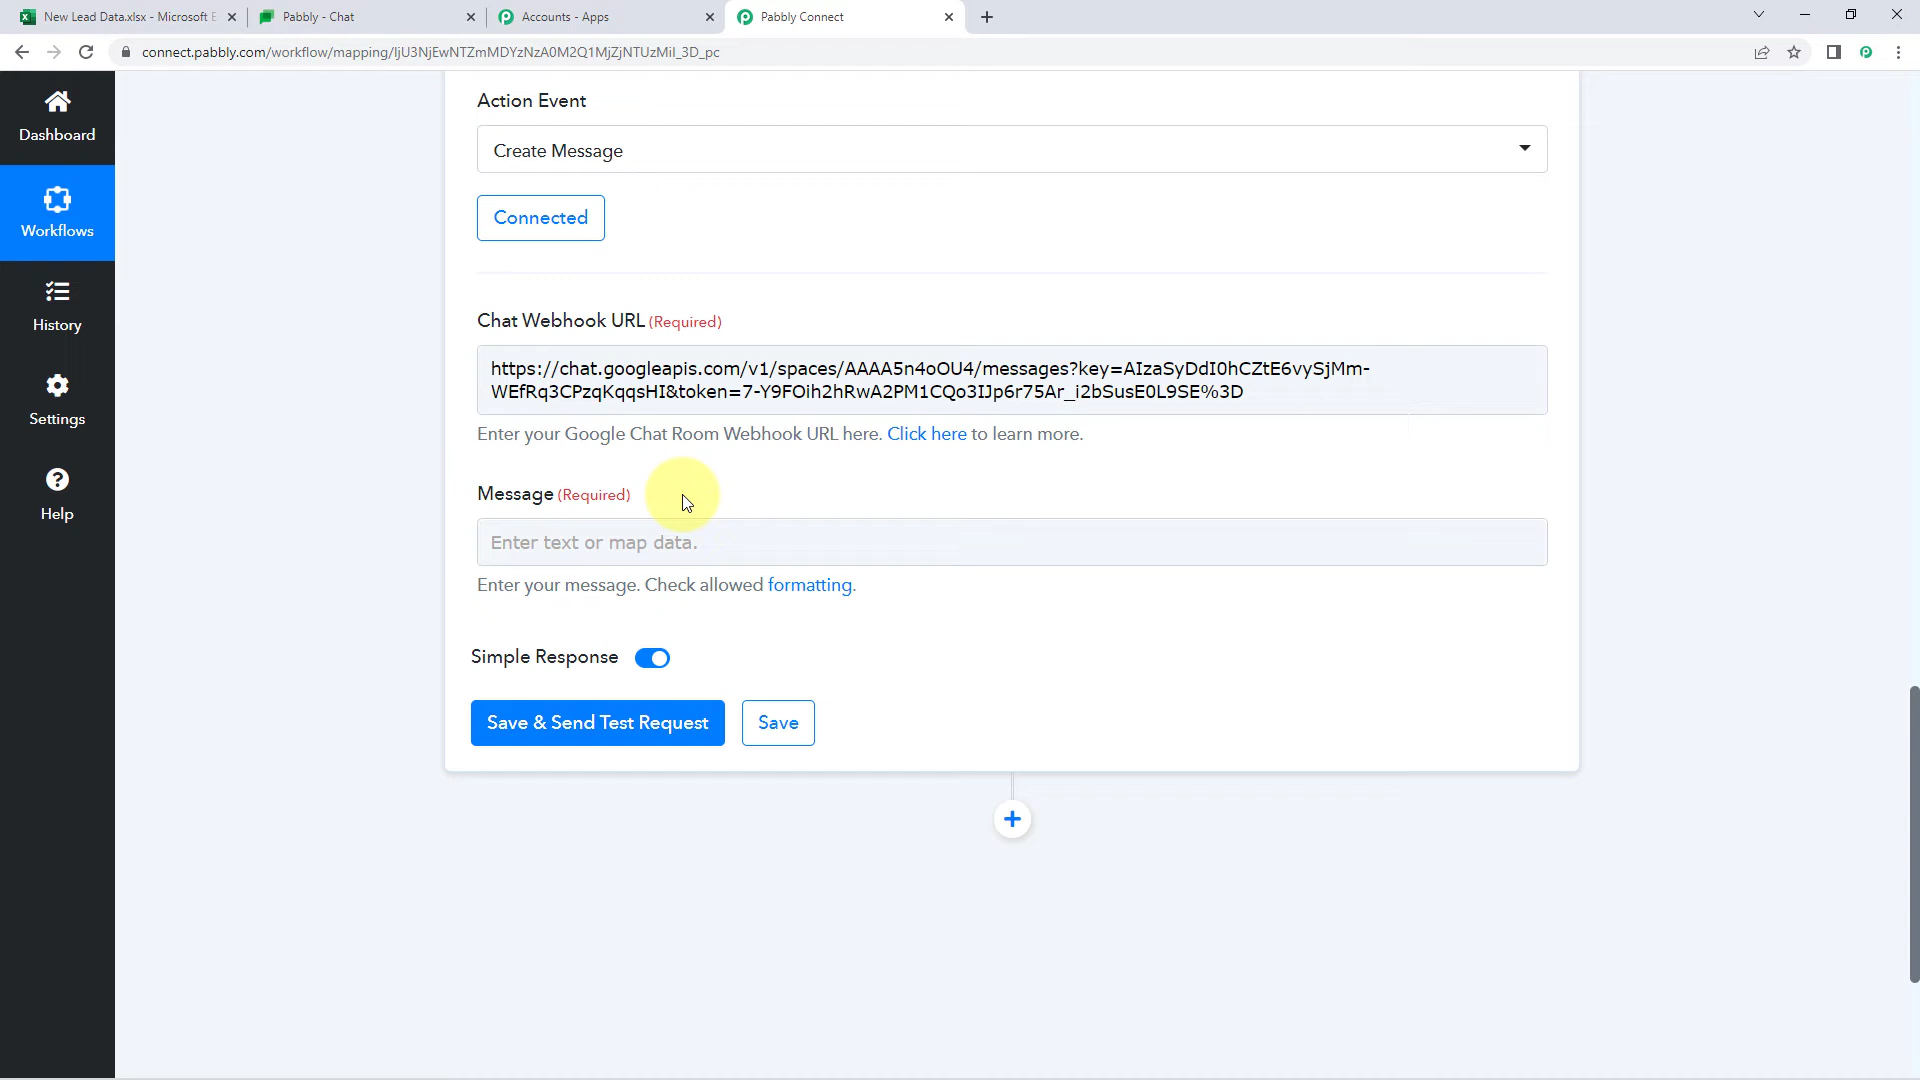 New Lead Data.xlsx - Microsoft E
Pabbly - Chat
Accounts - Apps
Pabbly Connect
connect.pabbly.com/workflow/mapping/IjU3NjEwNTZmMDYzNzA0M2Q1MjZjNTUzMiI_3D_pc
Dashboard
Workflows
History
Settings
Help
Action Event
Create Message
Connected
Chat Webhook URL (Required)
https://chat.googleapis.com/v1/spaces/AAAA5n4oOU4/messages?key=AIzaSyDdI0hCZtE6vySjMm-
WEfRq3CPzqKqqsHI&token=7-Y9FOih2hRwA2PM1CQo3IJp6r75Ar_i2bSusE0L9SE%3D
Enter your Google Chat Room Webhook URL here. Click here to learn more.
Message (Required)
Enter text or map data.
Enter your message. Check allowed formatting.
Simple Response
Save & Send Test Request
Save